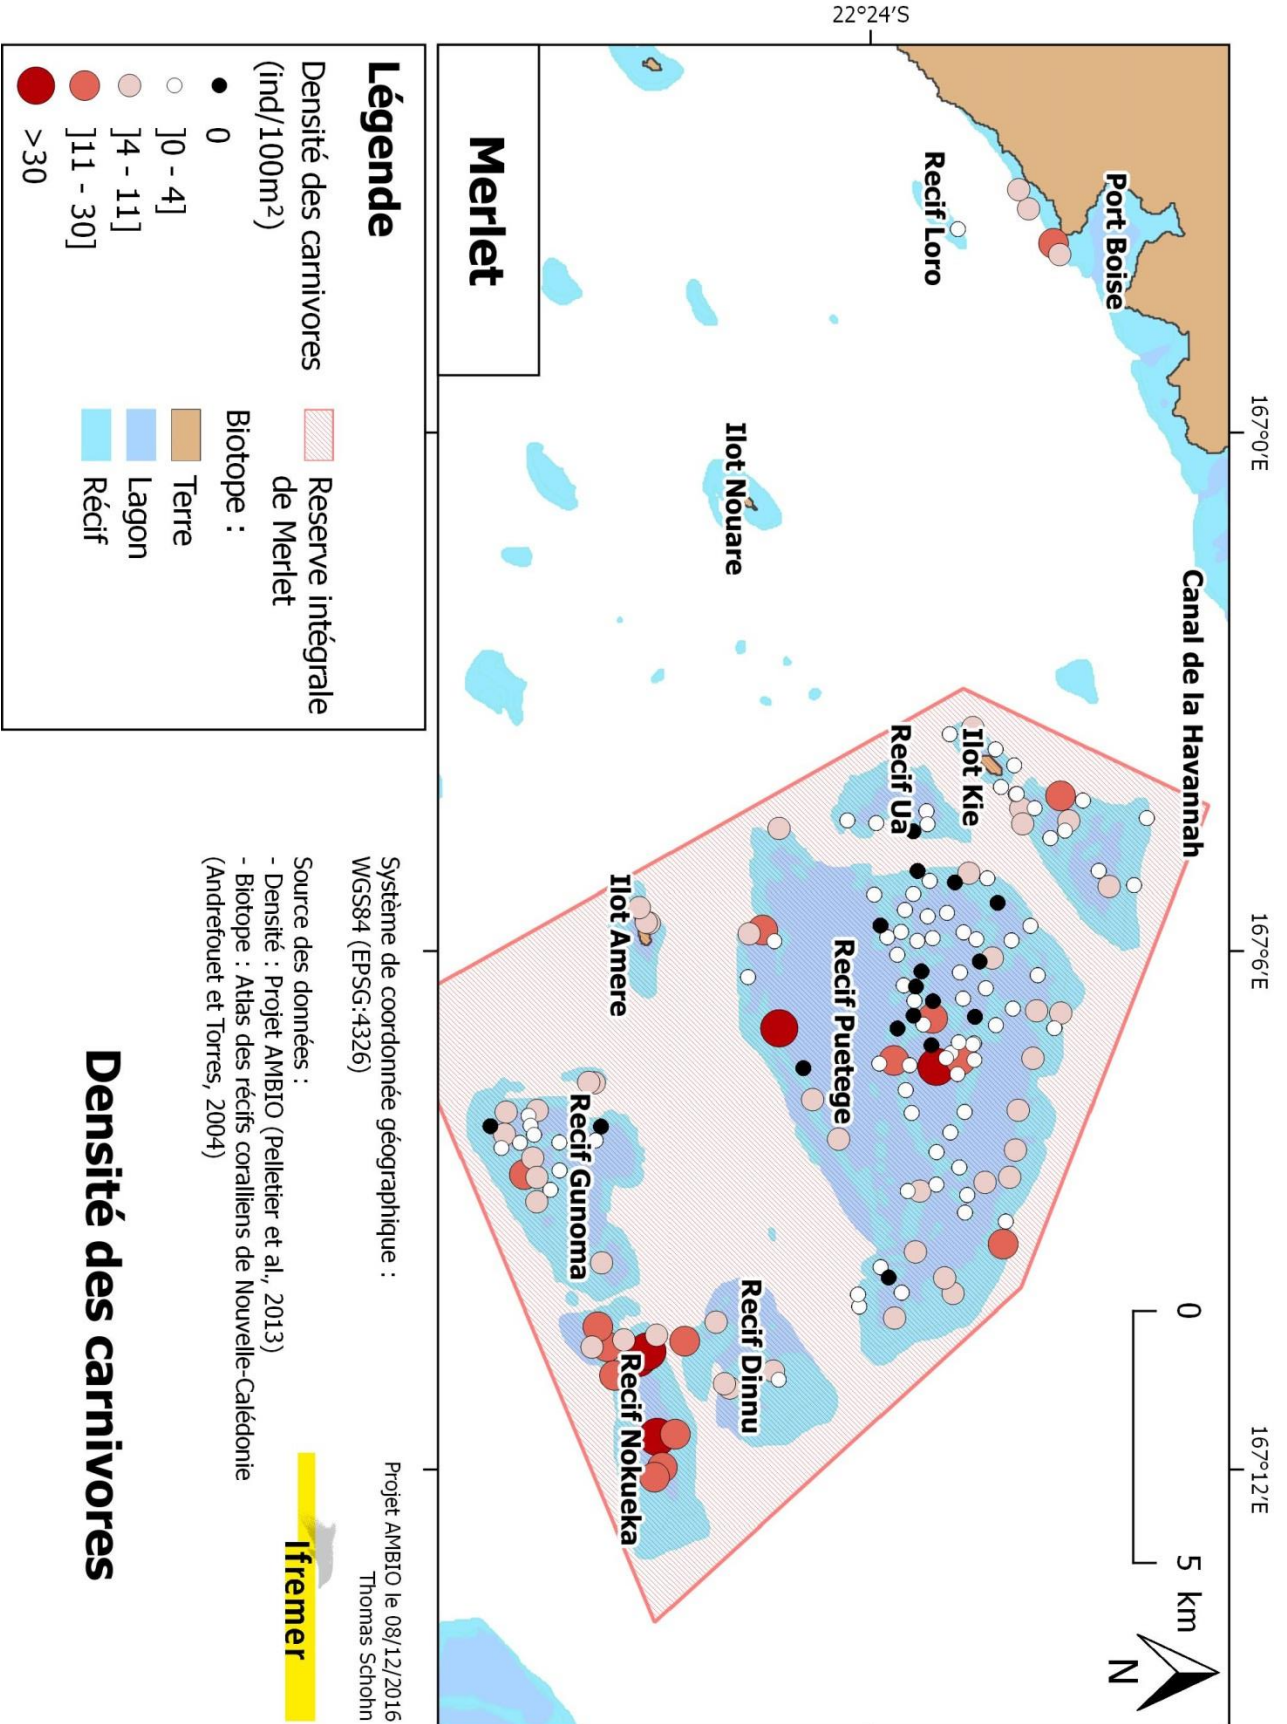 167°0'E
167°6'E
167°12'E
22°24'S
Canal de la Havannah
0
5 km
N
Port Boise
Recif Loro
Ilot Nouare
Ilot Kie
Recif Ua
Recif Puetege
Ilot Amere
Recif Gunoma
Recif Dinnu
Recif Nokueka
Merlet
Légende
Densité des carnivores
(ind/100m²)
0
]0 - 4]
]4 - 11]
]11 - 30]
>30
Reserve intégrale
de Merlet
Biotope :
Terre
Lagon
Récif
Système de coordonnée géographique :
WGS84 (EPSG:4326)
Source des données :
- Densité : Projet AMBIO (Pelletier et al., 2013)
- Biotope : Atlas des récifs coralliens de Nouvelle-Calédonie
(Andrefouet et Torres, 2004)
Projet AMBIO le 08/12/2016
Thomas Schohn
Ifremer
Densité des carnivores